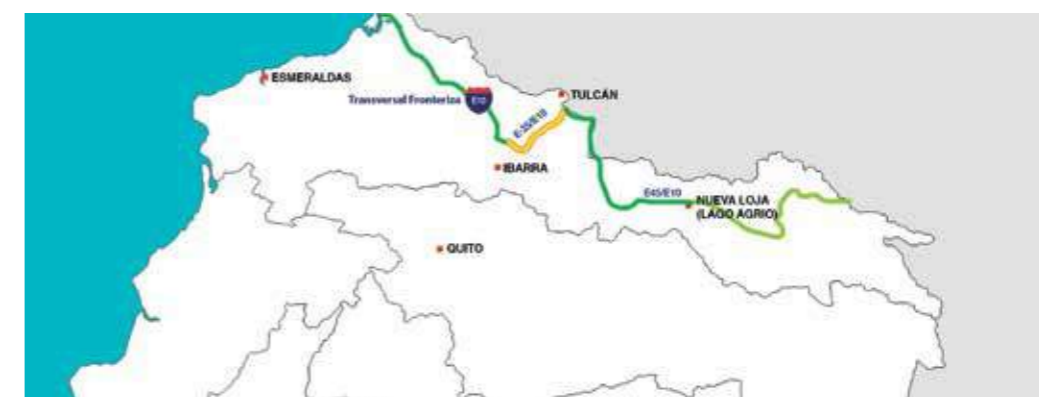 ESMERALDAS
TULCÁN
Transversal Fronteriza
E10
E-35/E10
IBARRA
E45/E10
NUEVA LOJA
(LAGO AGRIO)
QUITO